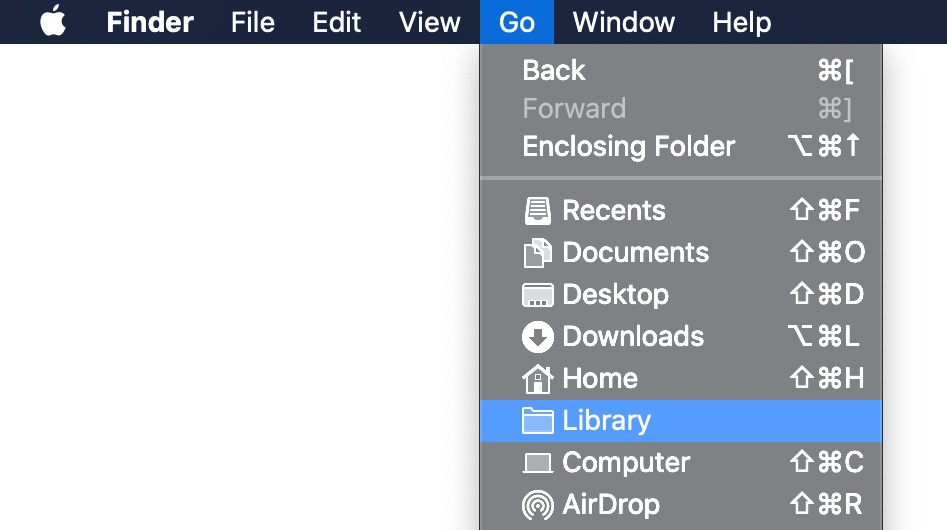 Finder File Edit View Go Window Help
Back ⌘[
Forward ⌘]
Enclosing Folder ⌥⌘↑
Recents ⇧⌘F
Documents ⇧⌘O
Desktop ⇧⌘D
Downloads ⌥⌘L
Home ⇧⌘H
Library
Computer ⇧⌘C
AirDrop ⇧⌘R